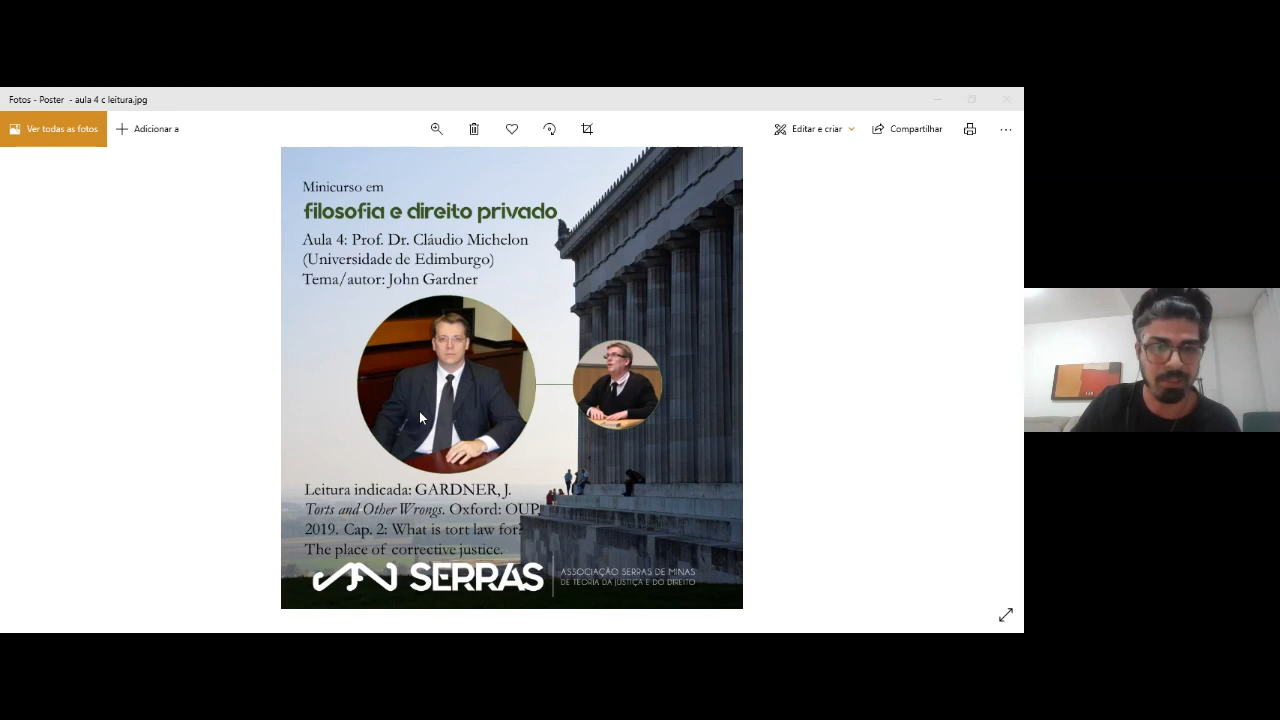 Fotos - Poster - aula 4 c leitura.jpg
Ver todas as fotos
Adicionar a
Editar e criar
Compartilhar
Minicurso em
filosofia e direito privado
Aula 4: Prof. Dr. Cláudio Michelon
(Universidade de Edimburgo)
Tema/autor: John Gardner
Leitura indicada: GARDNER, J.
Torts and Other Wrongs. Oxford: OUP,
2019. Cap. 2: What is tort law for?
The place of corrective justice.
SERRAS
ASSOCIAÇÃO SERRAS DE MINAS
DE TEORIA DA JUSTIÇA E DO DIREITO